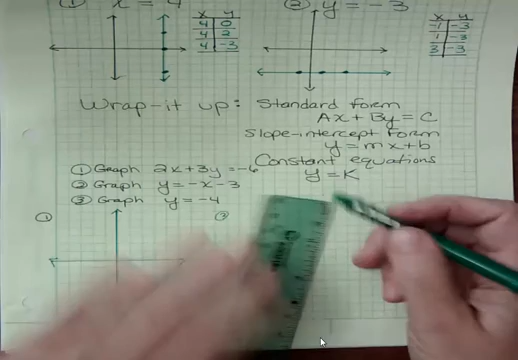 ① x = 4
x y
4 0
4 2
4 -3
② y = -3
x y
-1 -3
1 -3
3 -3
Wrap-it up: Standard form
Ax + By = C
Slope-intercept form
y = mx + b
Constant equations
y = K
① Graph 2x + 3y = -6
② Graph y = -x - 3
③ Graph y = -4
①
②